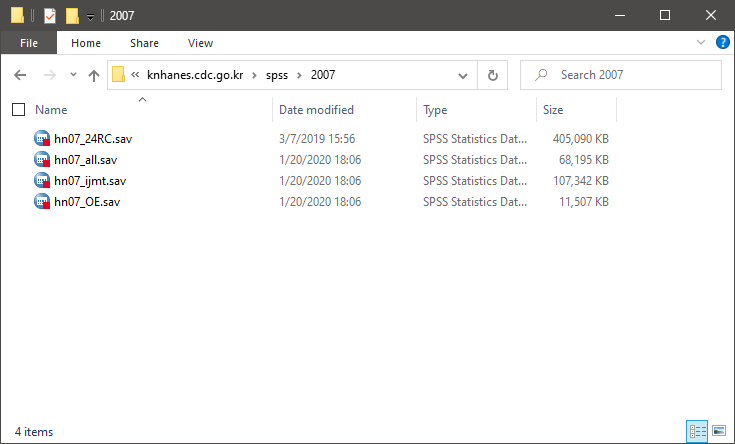 2007
File Home Share View
« knhanes.cdc.go.kr › spss › 2007 Search 2007
Name Date modified Type Size
hn07_24RC.sav 3/7/2019 15:56 SPSS Statistics Dat... 405,090 KB
hn07_all.sav 1/20/2020 18:06 SPSS Statistics Dat... 68,195 KB
hn07_ijmt.sav 1/20/2020 18:06 SPSS Statistics Dat... 107,342 KB
hn07_OE.sav 1/20/2020 18:06 SPSS Statistics Dat... 11,507 KB
4 items